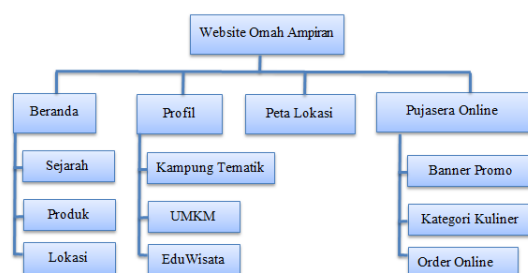 Website Omah Ampiran
Beranda
Profil
Peta Lokasi
Pujasera Online
Sejarah
Kampung Tematik
Banner Promo
Produk
UMKM
Kategori Kuliner
Lokasi
EduWisata
Order Online